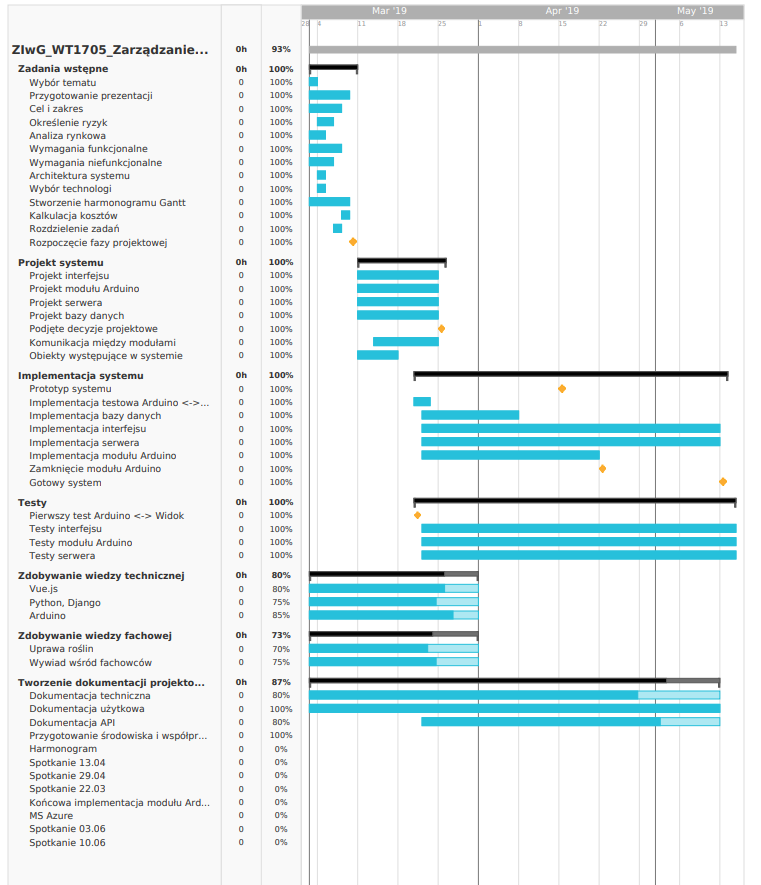 Mar '19 Apr '19 May '19
28 4 11 18 25 1 8 15 22 29 6 13
ZIwG_WT1705_Zarządzanie... 0h 93%
Zadania wstępne 0h 100%
Wybór tematu 0 100%
Przygotowanie prezentacji 0 100%
Cel i zakres 0 100%
Określenie ryzyk 0 100%
Analiza rynkowa 0 100%
Wymagania funkcjonalne 0 100%
Wymagania niefunkcjonalne 0 100%
Architektura systemu 0 100%
Wybór technologi 0 100%
Stworzenie harmonogramu Gantt 0 100%
Kalkulacja kosztów 0 100%
Rozdzielenie zadań 0 100%
Rozpoczęcie fazy projektowej 0 100%
Projekt systemu 0h 100%
Projekt interfejsu 0 100%
Projekt modułu Arduino 0 100%
Projekt serwera 0 100%
Projekt bazy danych 0 100%
Podjęte decyzje projektowe 0 100%
Komunikacja między modułami 0 100%
Obiekty występujące w systemie 0 100%
Implementacja systemu 0h 100%
Prototyp systemu 0 100%
Implementacja testowa Arduino <->... 0 100%
Implementacja bazy danych 0 100%
Implementacja interfejsu 0 100%
Implementacja serwera 0 100%
Implementacja modułu Arduino 0 100%
Zamknięcie modułu Arduino 0 100%
Gotowy system 0 100%
Testy 0h 100%
Pierwszy test Arduino <-> Widok 0 100%
Testy interfejsu 0 100%
Testy modułu Arduino 0 100%
Testy serwera 0 100%
Zdobywanie wiedzy technicznej 0h 80%
Vue.js 0 80%
Python, Django 0 75%
Arduino 0 85%
Zdobywanie wiedzy fachowej 0h 73%
Uprawa roślin 0 70%
Wywiad wśród fachowców 0 75%
Tworzenie dokumentacji projekto... 0h 87%
Dokumentacja techniczna 0 80%
Dokumentacja użytkowa 0 100%
Dokumentacja API 0 80%
Przygotowanie środowiska i współpr... 0 100%
Harmonogram 0 0%
Spotkanie 13.04 0 0%
Spotkanie 29.04 0 0%
Spotkanie 22.03 0 0%
Końcowa implementacja modułu Ard... 0 0%
MS Azure 0 0%
Spotkanie 03.06 0 0%
Spotkanie 10.06 0 0%